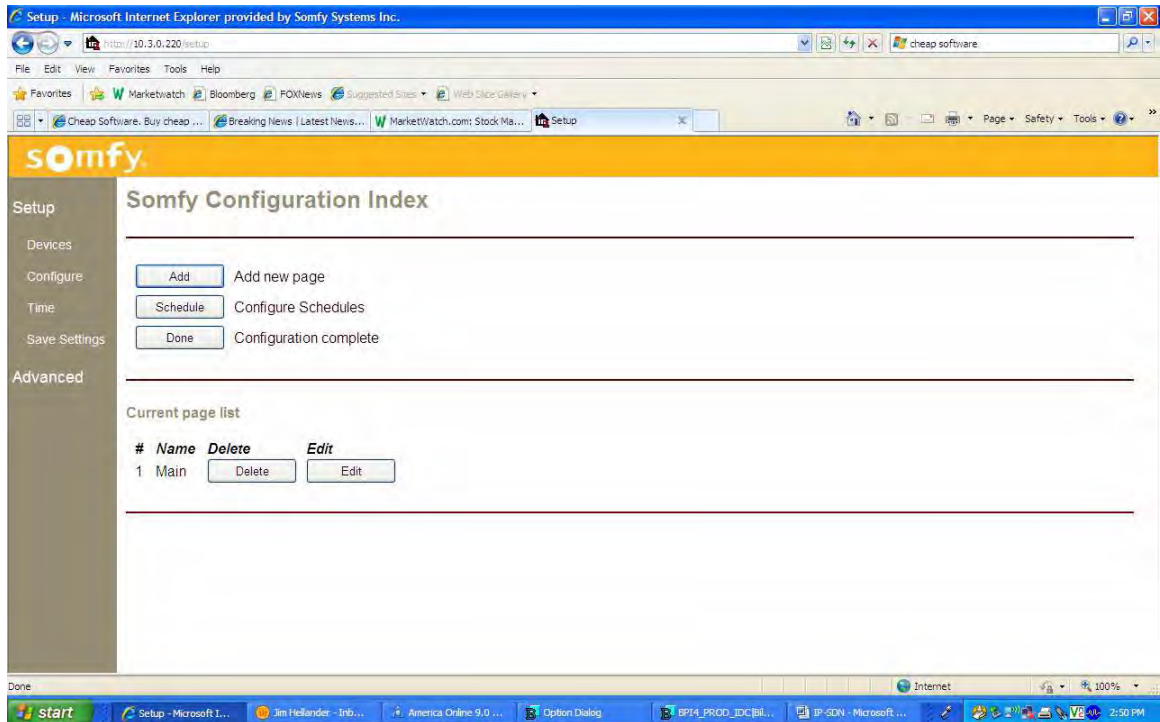 Setup - Microsoft Internet Explorer provided by Somfy Systems Inc.
http://10.3.0.220/setup
cheap software
File Edit View Favorites Tools Help
Favorites Marketwatch Bloomberg FOXNews Suggested Sites Web Slice Gallery
Cheap Software. Buy cheap ... Breaking News | Latest News... MarketWatch.com: Stock Ma... Setup Page Safety Tools »
somfy.
Setup
Devices
Configure
Time
Save Settings
Advanced
Somfy Configuration Index
Add Add new page
Schedule Configure Schedules
Done Configuration complete
Current page list
# Name Delete Edit
1 Main Delete Edit
Done Internet 100%
start Setup - Microsoft I... Jim Hellander - Inb... America Online 9.0 ... Option Dialog BPI4_PROD_IDC|Bil... IP-SDN - Microsoft ... 2:50 PM